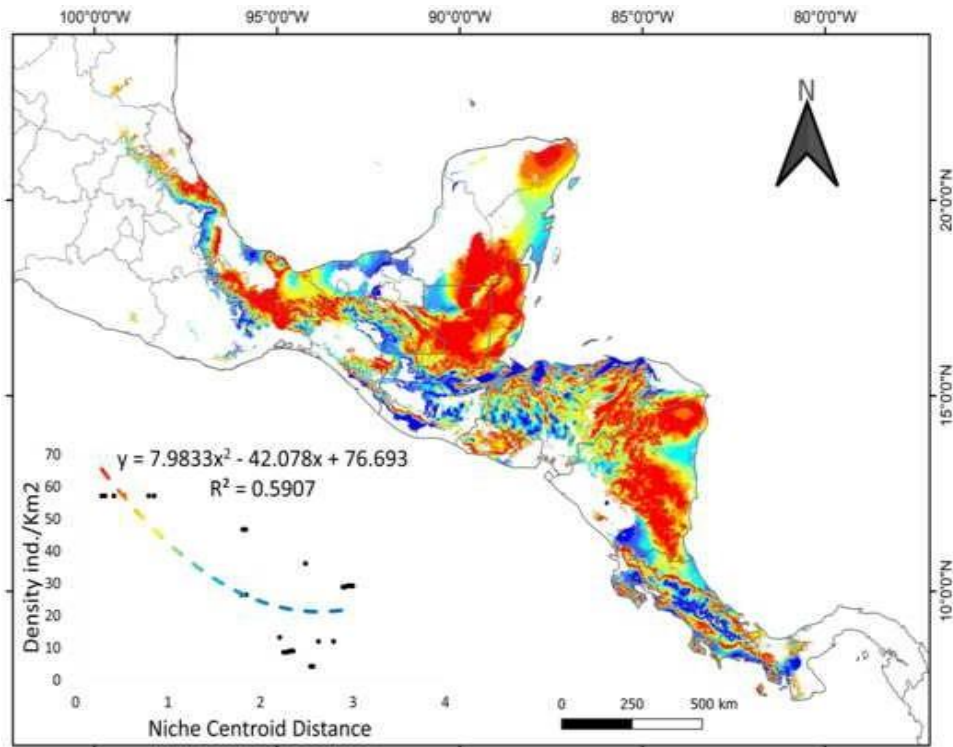 100°0'0"W 95°0'0"W 90°0'0"W 85°0'0"W 80°0'0"W
N
20°0'0"N
15°0'0"N
10°0'0"N
y = 7.9833x² - 42.078x + 76.693
R² = 0.5907
Density ind./Km2
70
60
50
40
30
20
10
0
0 1 2 3 4
Niche Centroid Distance
0 250 500 km